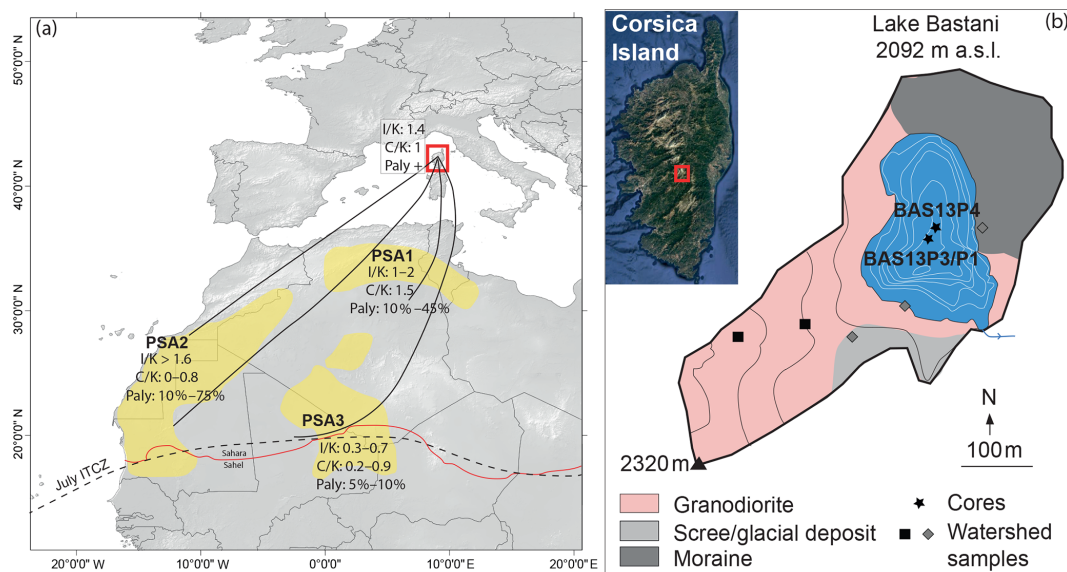 (a)
50°0'0" N
40°0'0" N
30°0'0" N
20°0'0" N
I/K: 1.4
C/K: 1
Paly +
PSA1
I/K: 1–2
C/K: 1.5
Paly: 10%–45%
PSA2
I/K > 1.6
C/K: 0–0.8
Paly: 10%–75%
PSA3
I/K: 0.3–0.7
C/K: 0.2–0.9
Paly: 5%–10%
Sahara
Sahel
July ITCZ
20°0'0" W
10°0'0" W
0°0'0"
10°0'0" E
20°0'0" E
Corsica
Island
Lake Bastani
2092 m a.s.l.
(b)
BAS13P4
BAS13P3/P1
N
100m
2320m
Granodiorite
Scree/glacial deposit
Moraine
Cores
Watershed
samples